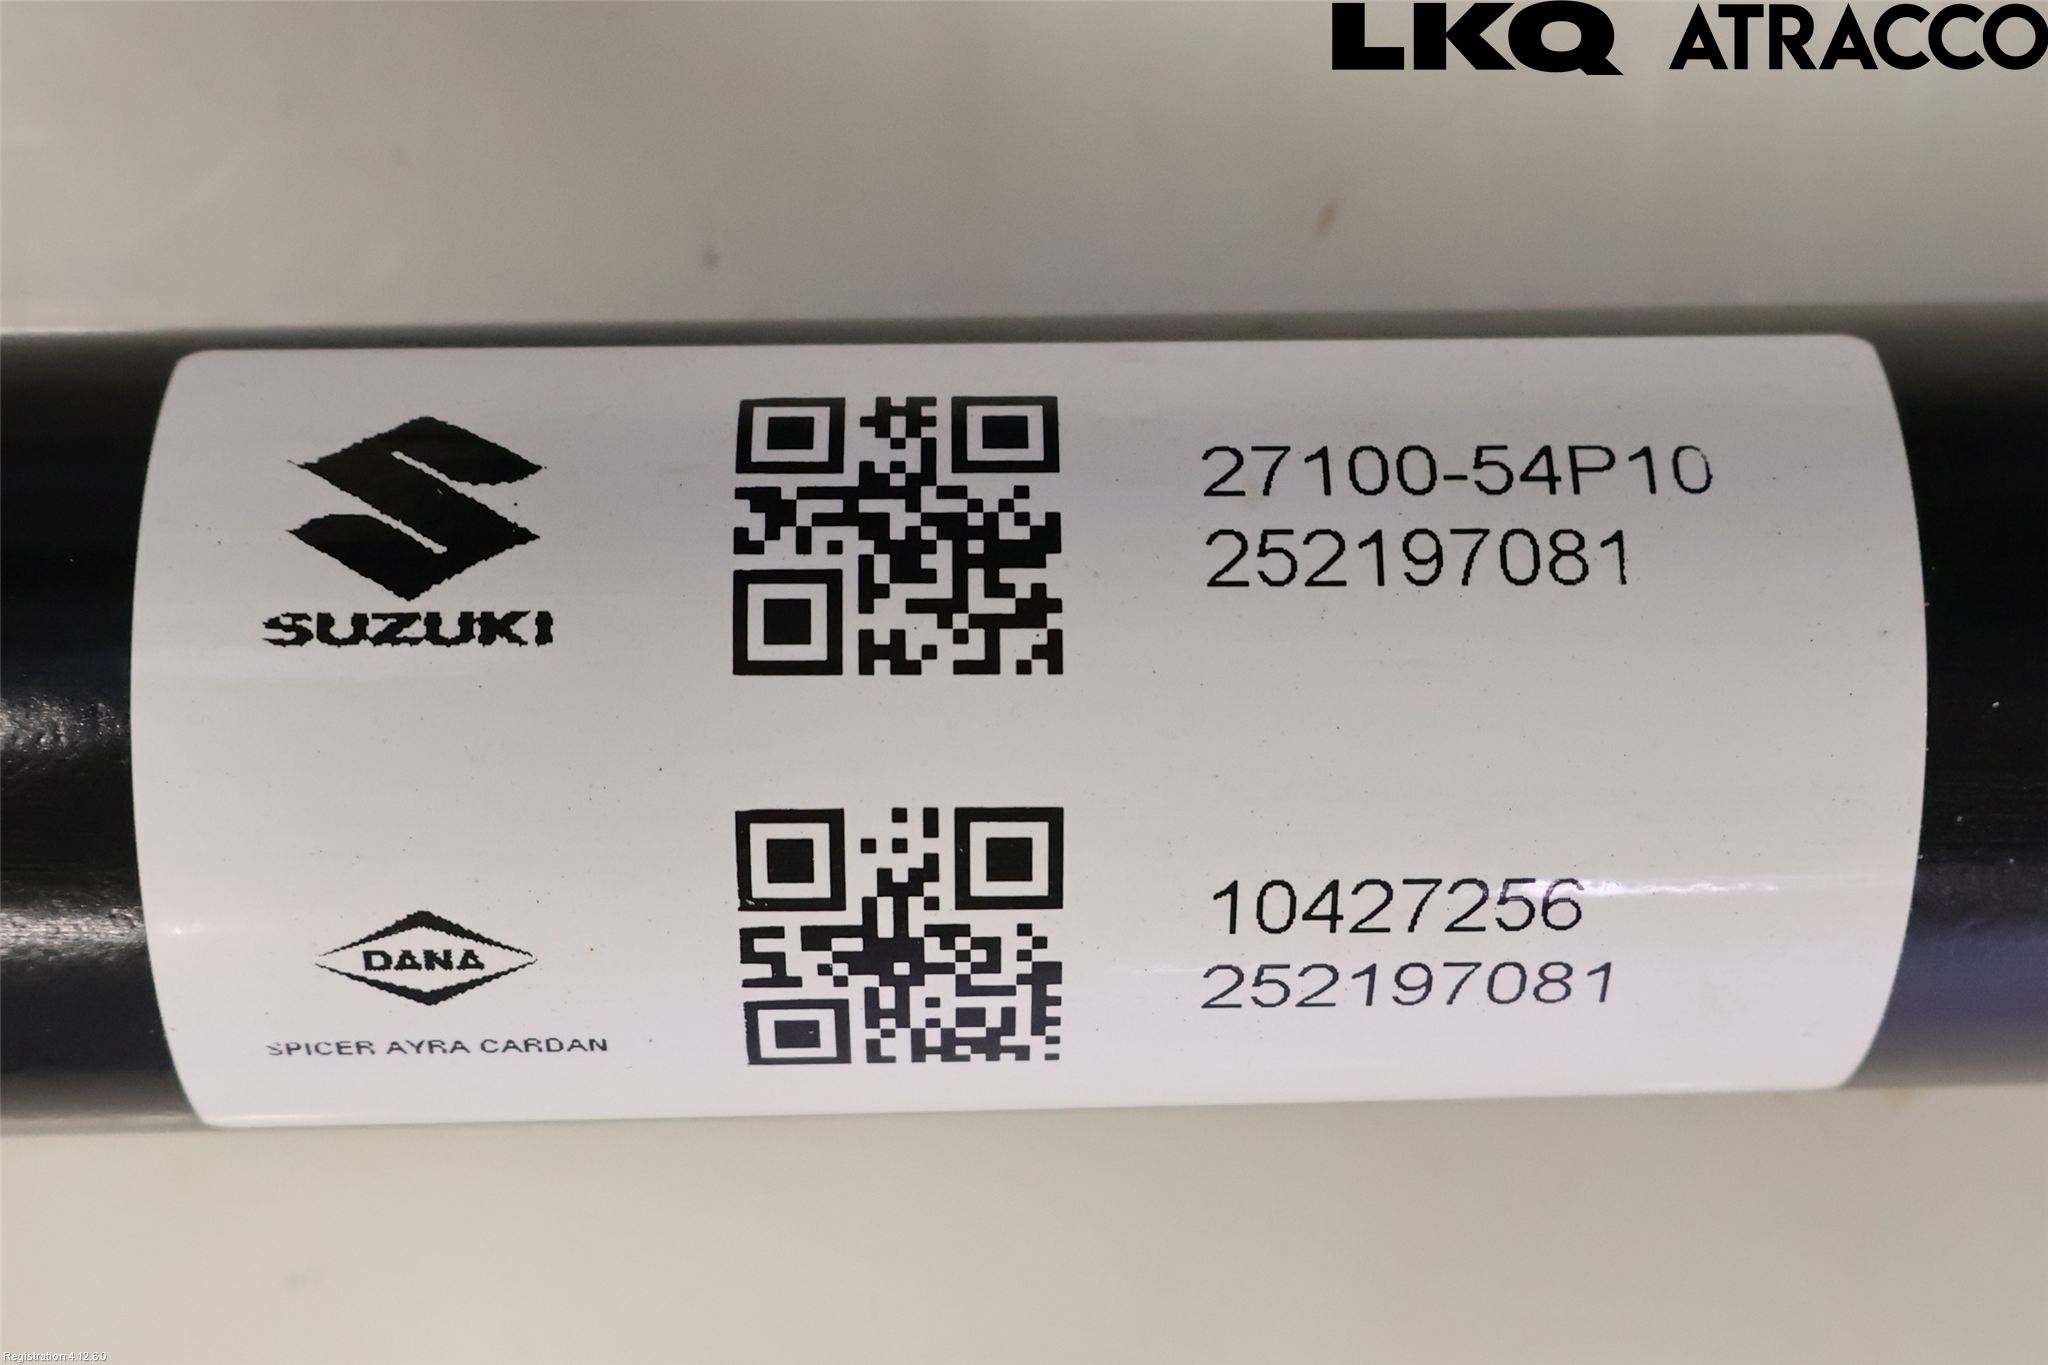 LKQ ATRACCO
SUZUKI
27100-54P10
252197081
DANA
SPICER AYRA CARDAN
10427256
252197081
Registration 4.12.6.0